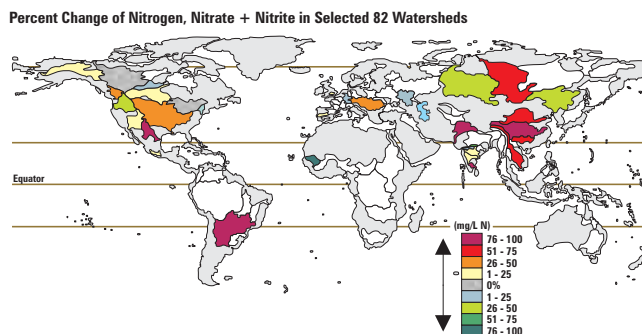 Percent Change of Nitrogen, Nitrate + Nitrite in Selected 82 Watersheds
Equator
(mg/L N)
76 - 100
51 - 75
26 - 50
1 - 25
0%
1 - 25
26 - 50
51 - 75
76 - 100